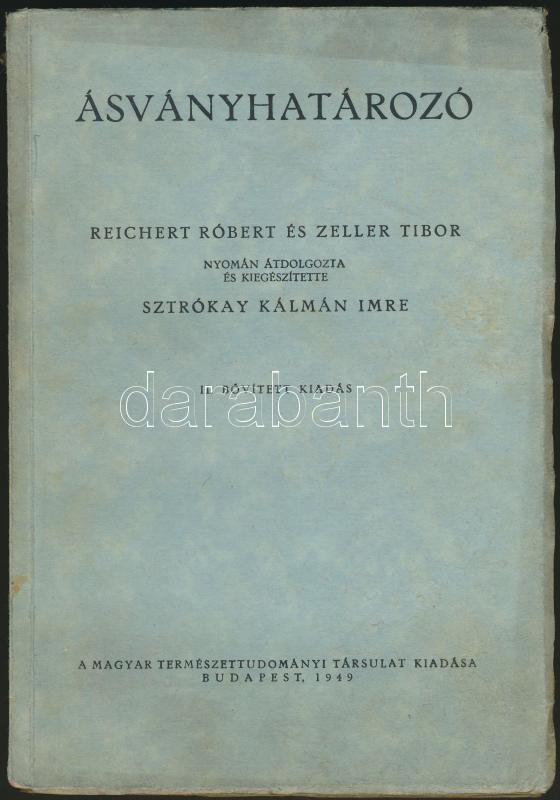 ÁSVÁNYHATÁROZÓ
REICHERT RÓBERT ÉS ZELLER TIBOR
NYOMÁN ÁTDOLGOZTA
ÉS KIEGÉSZÍTETTE
SZTRÓKAY KÁLMÁN IMRE
II. BŐVÍTETT KIADÁS
darabanth
A MAGYAR TERMÉSZETTUDOMÁNYI TÁRSULAT KIADÁSA
BUDAPEST, 1949